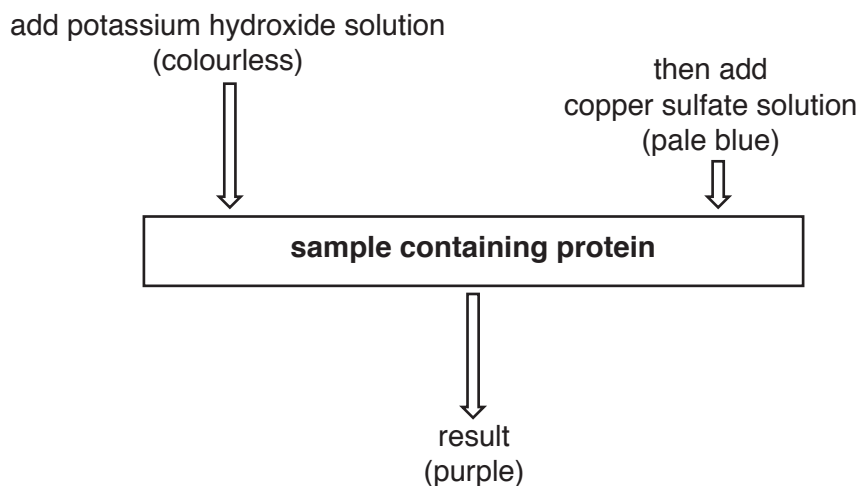 add potassium hydroxide solution
(colourless)
then add
copper sulfate solution
(pale blue)
sample containing protein
result
(purple)